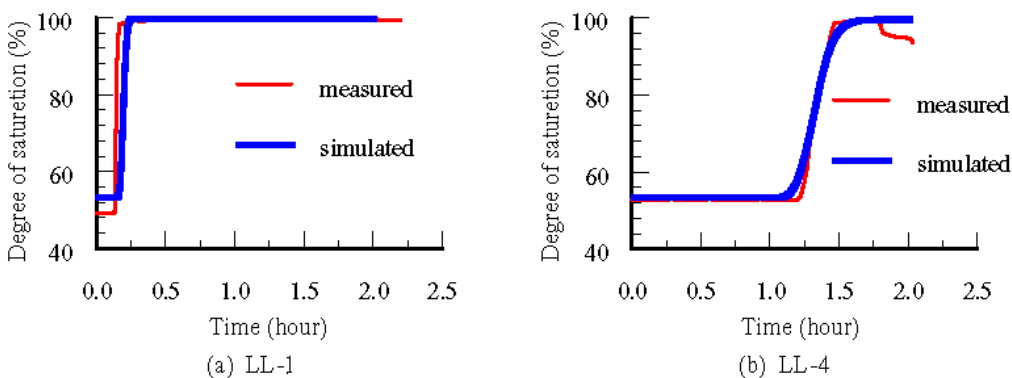 Degree of saturetion (%)
100
80
60
40
measured
simulated
0.0 0.5 1.0 1.5 2.0 2.5
Time (hour)
(a) LL-1
Degree of saturetion (%)
100
80
60
40
measured
simulated
0.0 0.5 1.0 1.5 2.0 2.5
Time (hour)
(b) LL-4